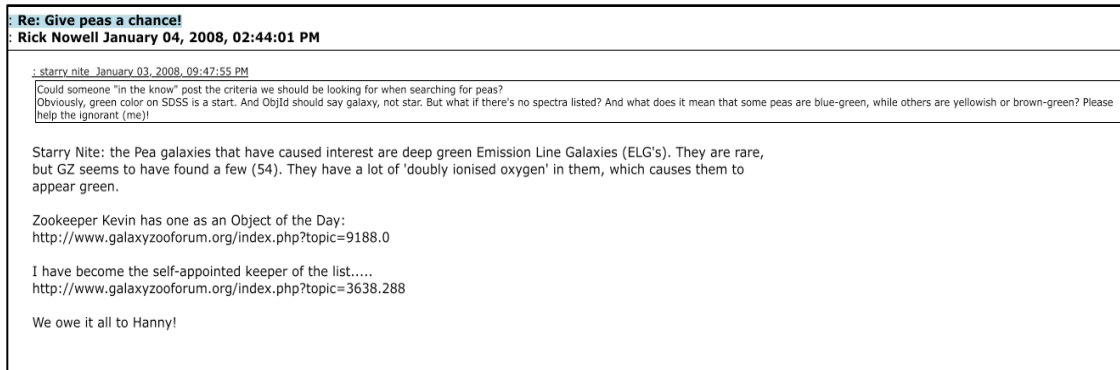 : Re: Give peas a chance!
: Rick Nowell January 04, 2008, 02:44:01 PM
: starry nite  January 03, 2008, 09:47:55 PM
Could someone "in the know" post the criteria we should be looking for when searching for peas?
Obviously, green color on SDSS is a start. And ObjId should say galaxy, not star. But what if there's no spectra listed? And what does it mean that some peas are blue-green, while others are yellowish or brown-green? Please
help the ignorant (me)!
Starry Nite: the Pea galaxies that have caused interest are deep green Emission Line Galaxies (ELG's). They are rare,
but GZ seems to have found a few (54). They have a lot of 'doubly ionised oxygen' in them, which causes them to
appear green.
Zookeeper Kevin has one as an Object of the Day:
http://www.galaxyzooforum.org/index.php?topic=9188.0
I have become the self-appointed keeper of the list.....
http://www.galaxyzooforum.org/index.php?topic=3638.288
We owe it all to Hanny!